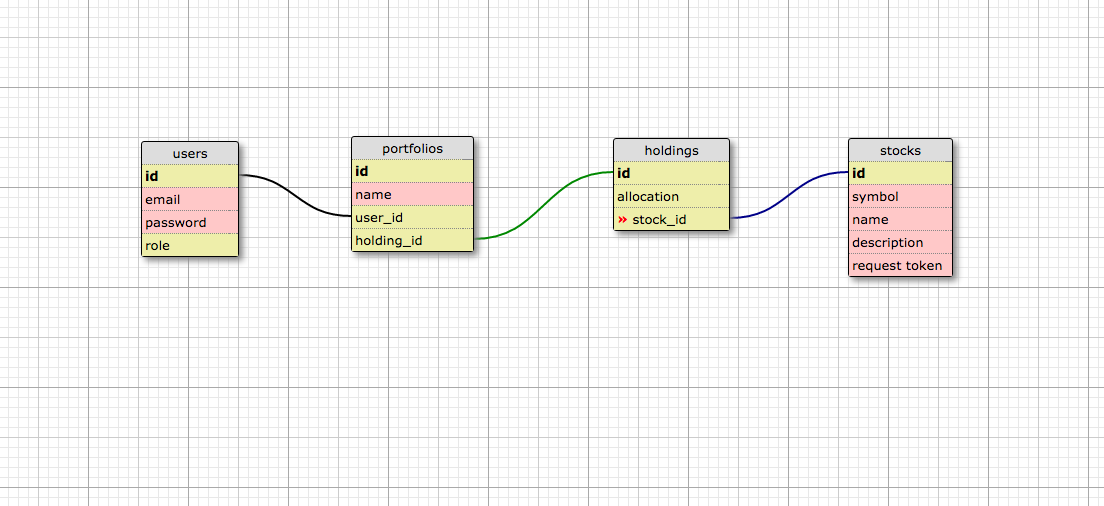 users
id
email
password
role
portfolios
id
name
user_id
holding_id
holdings
id
allocation
» stock_id
stocks
id
symbol
name
description
request token